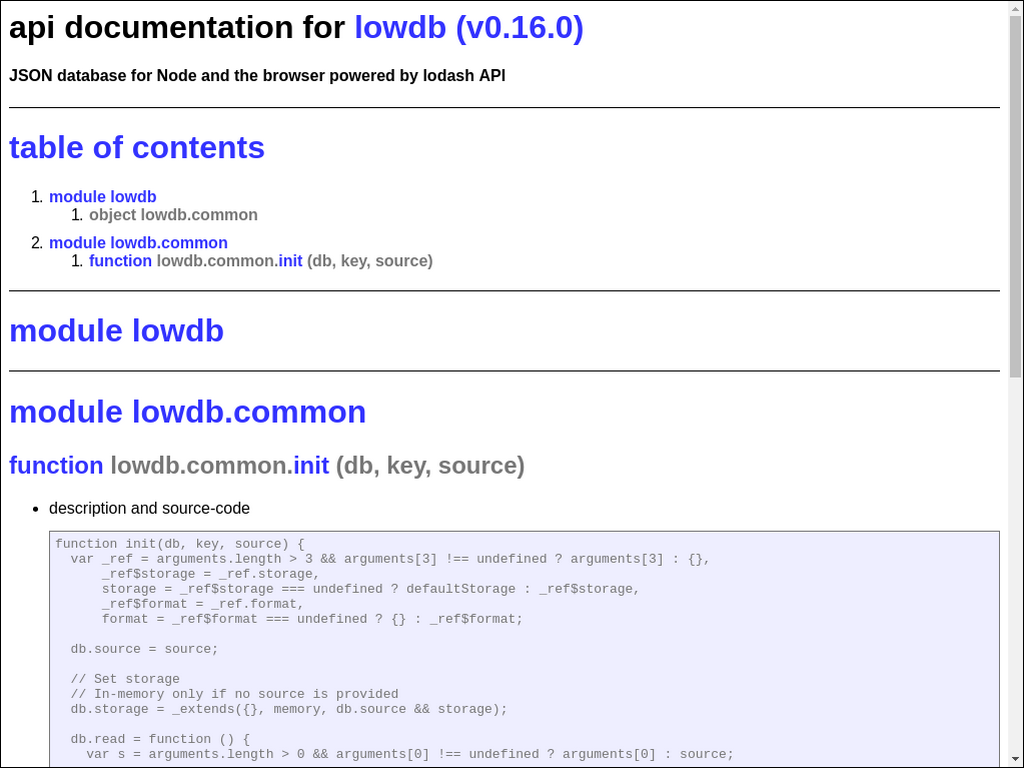 api documentation for lowdb (v0.16.0)
JSON database for Node and the browser powered by lodash API
table of contents
1. module lowdb
1. object lowdb.common
2. module lowdb.common
1. function lowdb.common.init (db, key, source)
module lowdb
module lowdb.common
function lowdb.common.init (db, key, source)
• description and source-code
function init(db, key, source) {
  var _ref = arguments.length > 3 && arguments[3] !== undefined ? arguments[3] : {},
      _ref$storage = _ref.storage,
      storage = _ref$storage === undefined ? defaultStorage : _ref$storage,
      _ref$format = _ref.format,
      format = _ref$format === undefined ? {} : _ref$format;
  db.source = source;
  // Set storage
  // In-memory only if no source is provided
  db.storage = _extends({}, memory, db.source && storage);
  db.read = function () {
    var s = arguments.length > 0 && arguments[0] !== undefined ? arguments[0] : source;